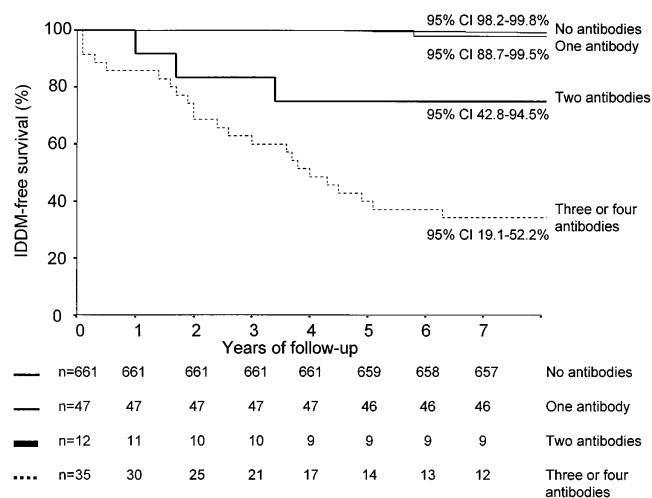 IDDM-free survival (%)
100
80
60
40
20
0
95% CI 98.2-99.8%
No antibodies
One antibody
95% CI 88.7-99.5%
Two antibodies
95% CI 42.8-94.5%
Three or four
antibodies
95% CI 19.1-52.2%
0 1 2 3 4 5 6 7
Years of follow-up
n=661 661 661 661 661 659 658 657 No antibodies
n=47 47 47 47 47 46 46 46 One antibody
n=12 11 10 10 9 9 9 9 Two antibodies
n=35 30 25 21 17 14 13 12 Three or four
antibodies